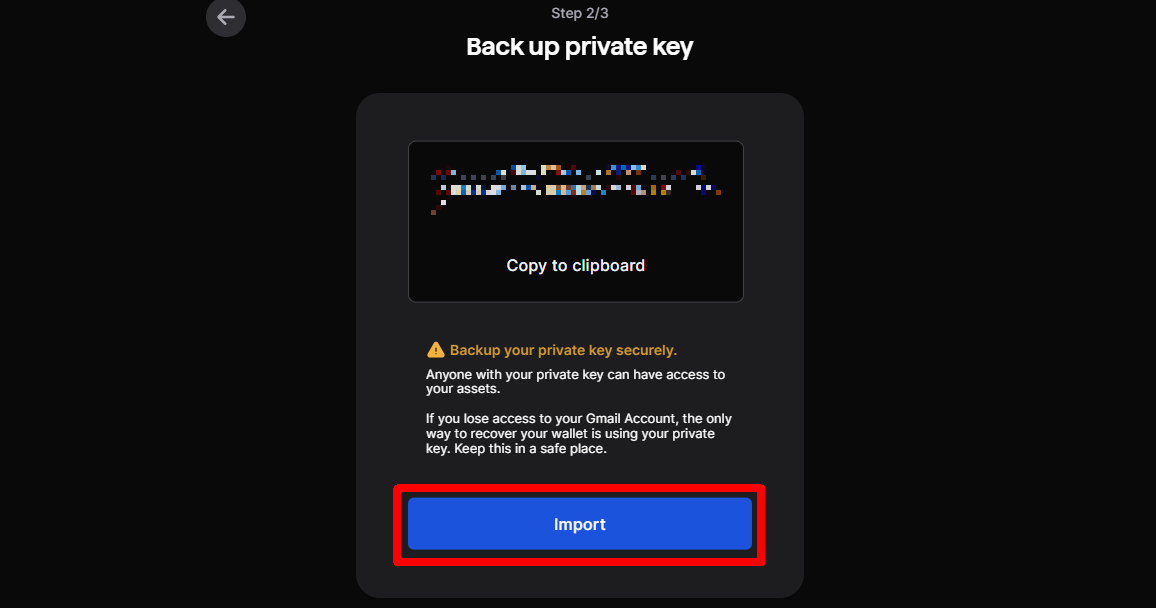 Step 2/3
Back up private key
Copy to clipboard
Backup your private key securely.
Anyone with your private key can have access to
your assets.
If you lose access to your Gmail Account, the only
way to recover your wallet is using your private
key. Keep this in a safe place.
Import